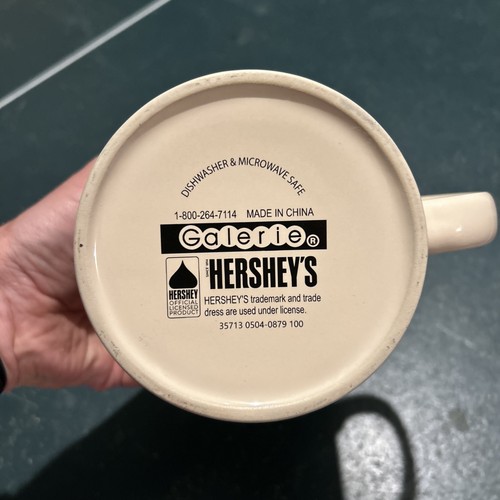 DISHWASHER & MICROWAVE SAFE
1-800-264-7114 MADE IN CHINA
Galerie®
HERSHEY'S
HERSHEY
OFFICIAL
LICENSED
PRODUCT
HERSHEY'S trademark and trade
dress are used under license.
35713 0504-0879 100